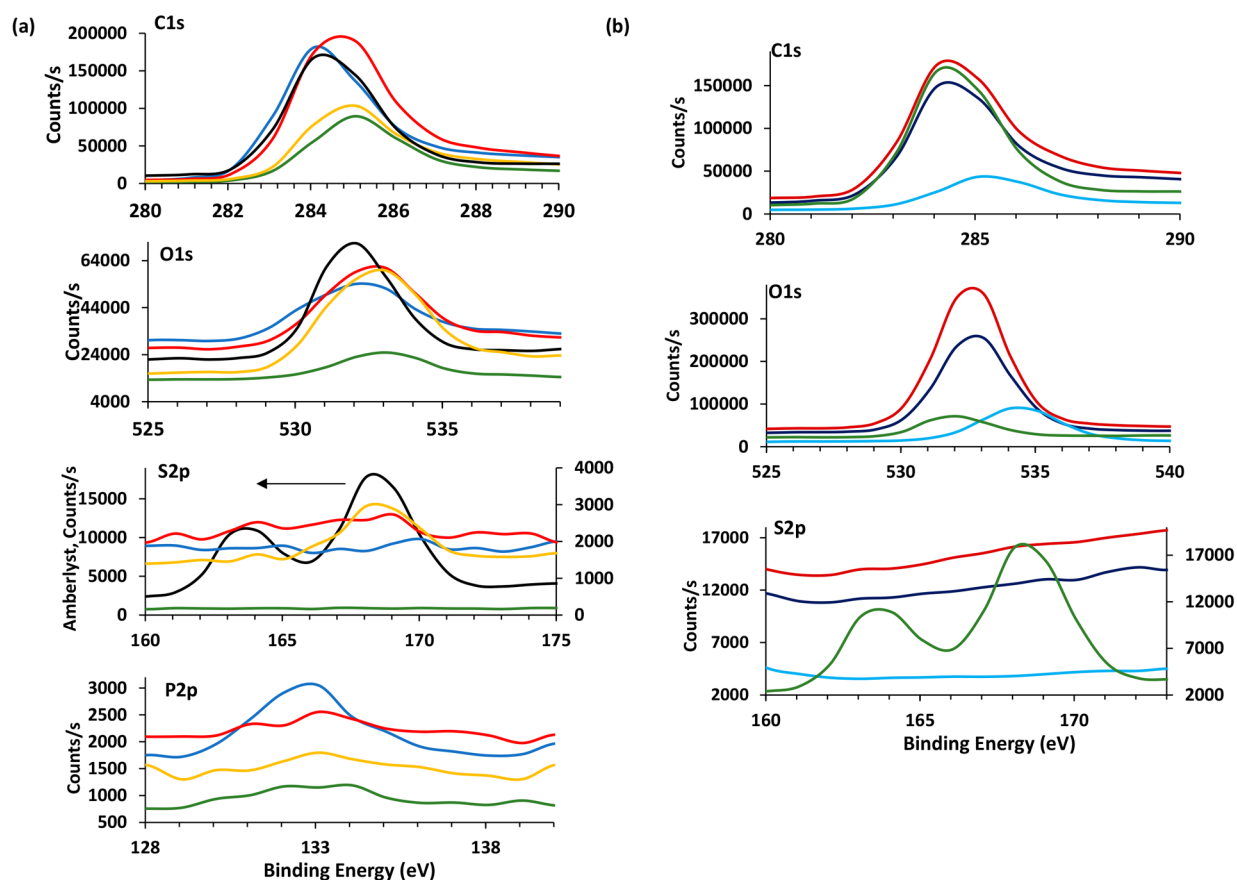 (a)
C1s
Counts/s
200000
150000
100000
50000
0
280 282 284 286 288 290
O1s
Counts/s
64000
44000
24000
4000
525 530 535
S2p
Amberlyst, Counts/s
15000
10000
5000
0
4000
3000
2000
1000
0
160 165 170 175
P2p
Counts/s
3000
2500
2000
1500
1000
500
128 133 138
Binding Energy (eV)
(b)
C1s
Counts/s
150000
100000
50000
0
280 285 290
O1s
Counts/s
300000
200000
100000
0
525 530 535 540
S2p
Counts/s
17000
12000
7000
2000
17000
12000
7000
2000
160 165 170
Binding Energy (eV)